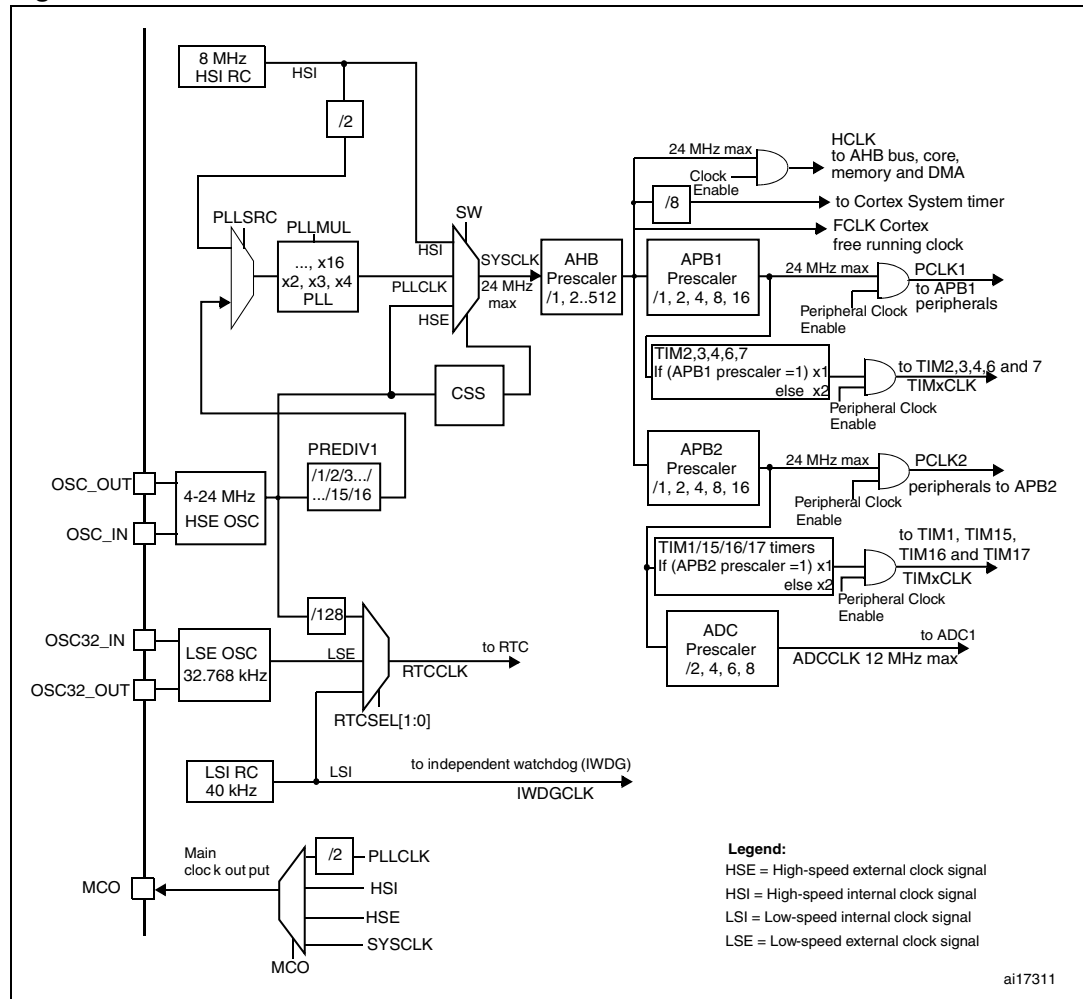 8 MHz
HSI RC
HSI
/2
PLLSRC
PLLMUL
..., x16
x2, x3, x4
PLL
SW
HSI
PLLCLK
HSE
SYSCLK
24 MHz
max
AHB
Prescaler
/1, 2..512
CSS
24 MHz max
Clock
Enable
HCLK
to AHB bus, core,
memory and DMA
/8
to Cortex System timer
FCLK Cortex
free running clock
APB1
Prescaler
/1, 2, 4, 8, 16
24 MHz max
Peripheral Clock
Enable
PCLK1
to APB1
peripherals
TIM2,3,4,6,7
If (APB1 prescaler =1) x1
else x2
Peripheral Clock
Enable
to TIM2,3,4,6 and 7
TIMxCLK
APB2
Prescaler
/1, 2, 4, 8, 16
24 MHz max
Peripheral Clock
Enable
PCLK2
peripherals to APB2
TIM1/15/16/17 timers
If (APB2 prescaler =1) x1
else x2
Peripheral Clock
Enable
to TIM1, TIM15,
TIM16 and TIM17
TIMxCLK
ADC
Prescaler
/2, 4, 6, 8
to ADC1
ADCCLK 12 MHz max
PREDIV1
/1/2/3.../
.../15/16
OSC_OUT
OSC_IN
4-24 MHz
HSE OSC
/128
OSC32_IN
OSC32_OUT
LSE OSC
32.768 kHz
LSE
to RTC
RTCCLK
RTCSEL[1:0]
LSI RC
40 kHz
LSI
to independent watchdog (IWDG)
IWDGCLK
Main
clock output
MCO
/2
PLLCLK
HSI
HSE
SYSCLK
MCO
Legend:
HSE = High-speed external clock signal
HSI = High-speed internal clock signal
LSI = Low-speed internal clock signal
LSE = Low-speed external clock signal
ai17311